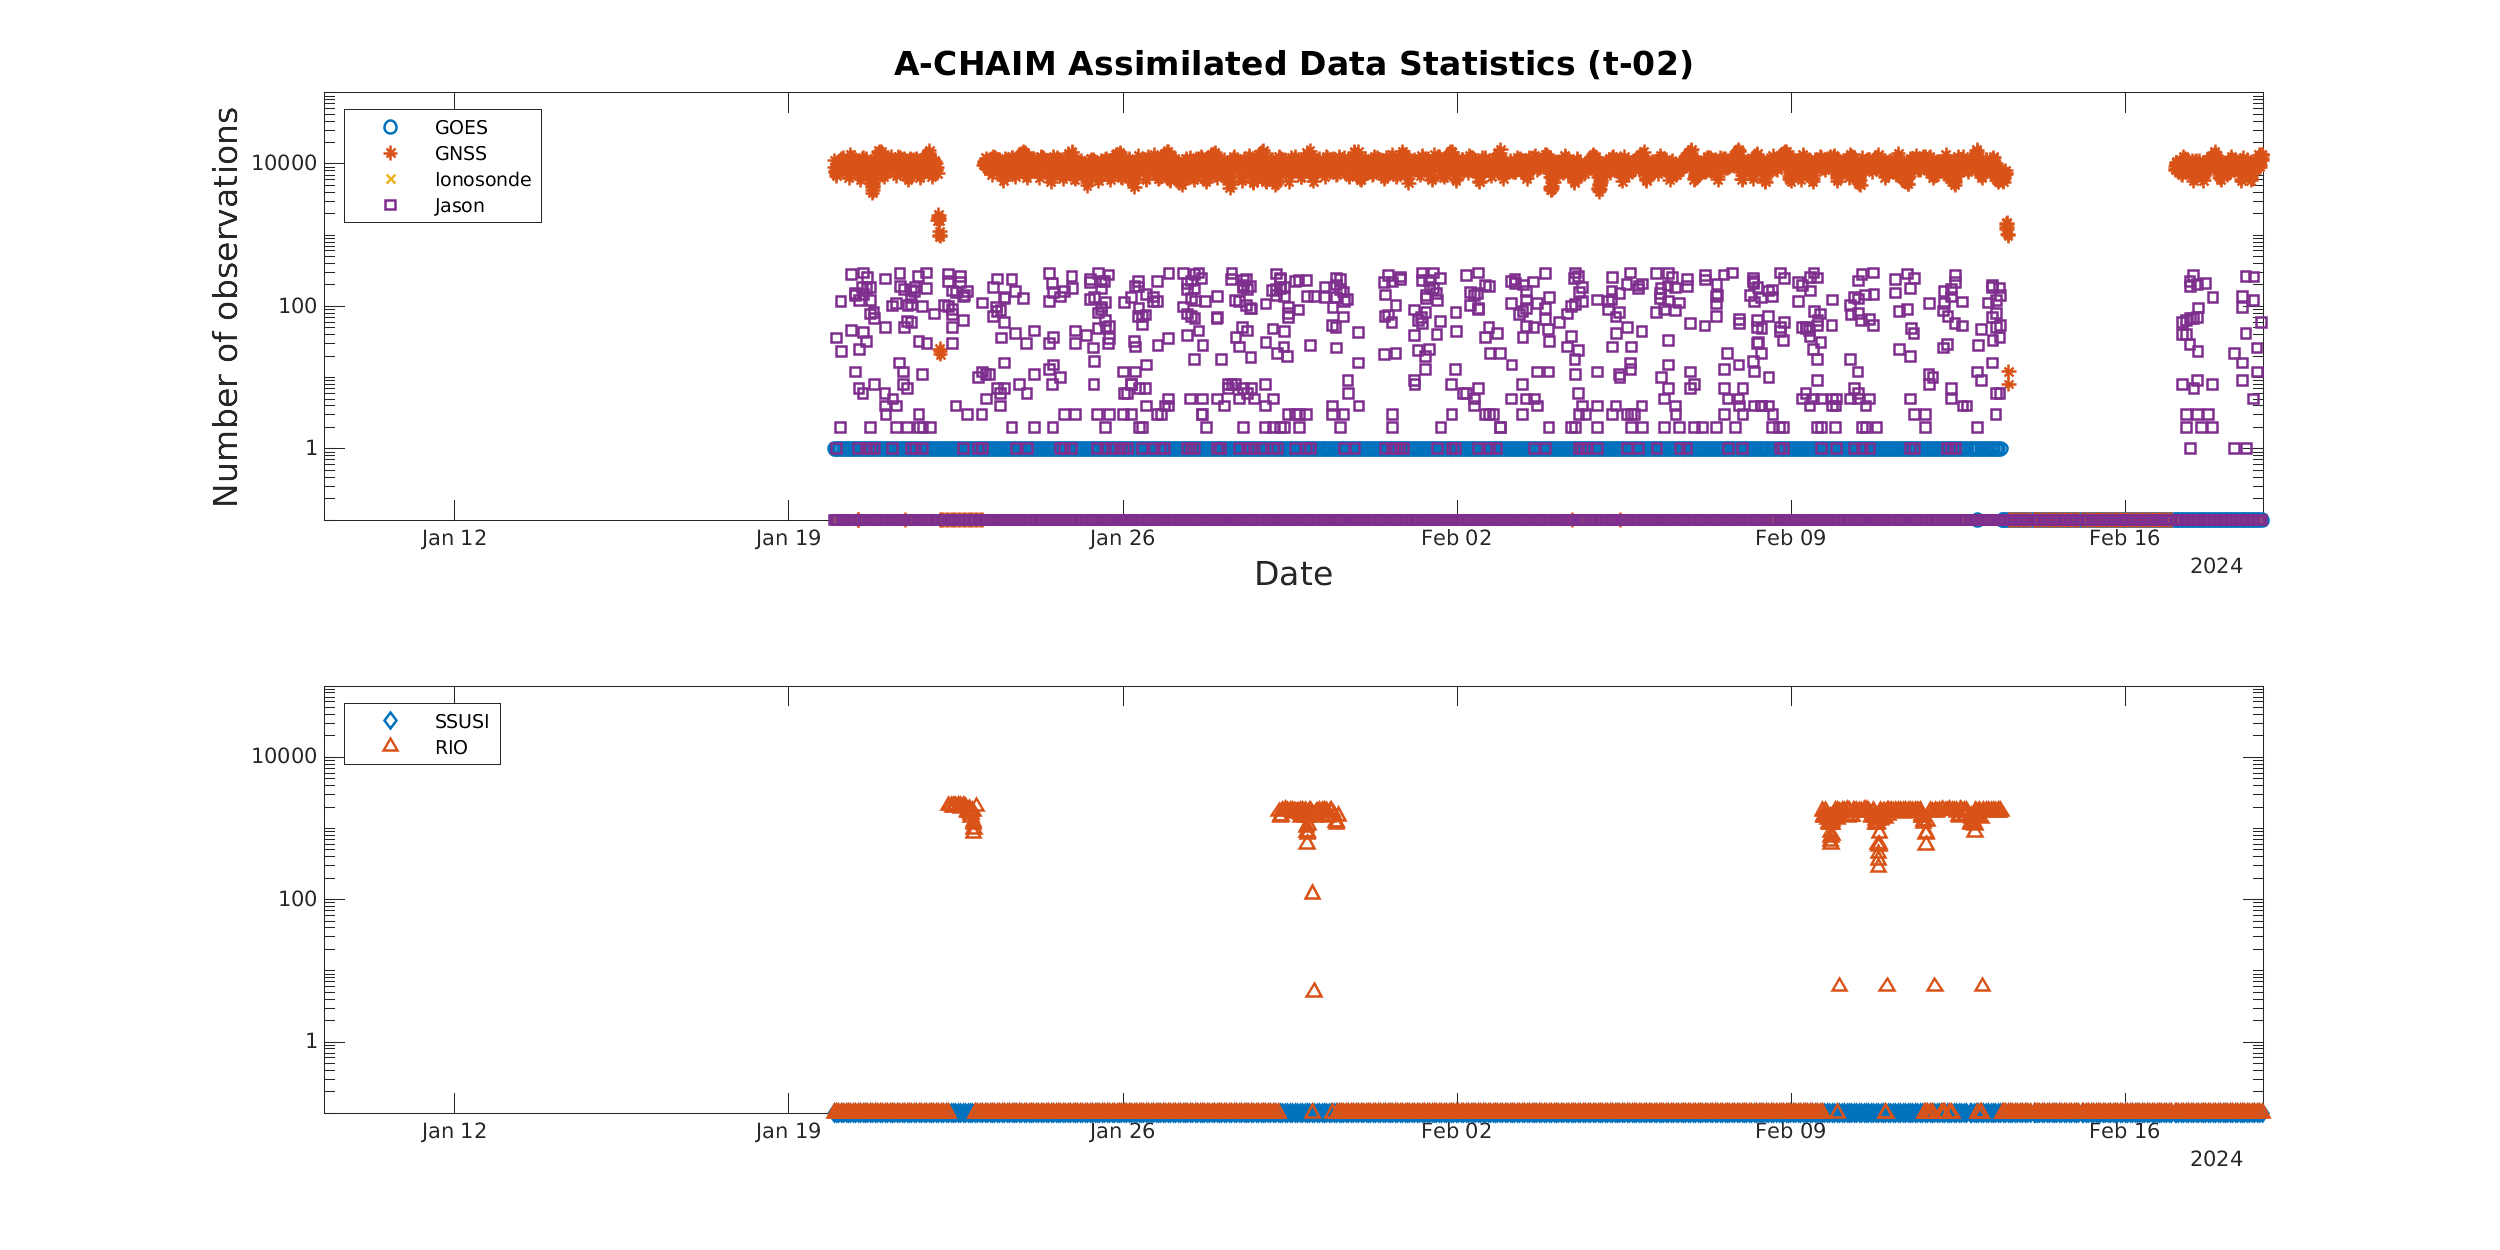 A-CHAIM Assimilated Data Statistics (t-02)
Number of observations
10000
100
1
GOES
GNSS
Ionosonde
Jason
Jan 12 Jan 19 Jan 26 Feb 02 Feb 09 Feb 16
2024
Date
10000
100
1
SSUSI
RIO
Jan 12 Jan 19 Jan 26 Feb 02 Feb 09 Feb 16
2024